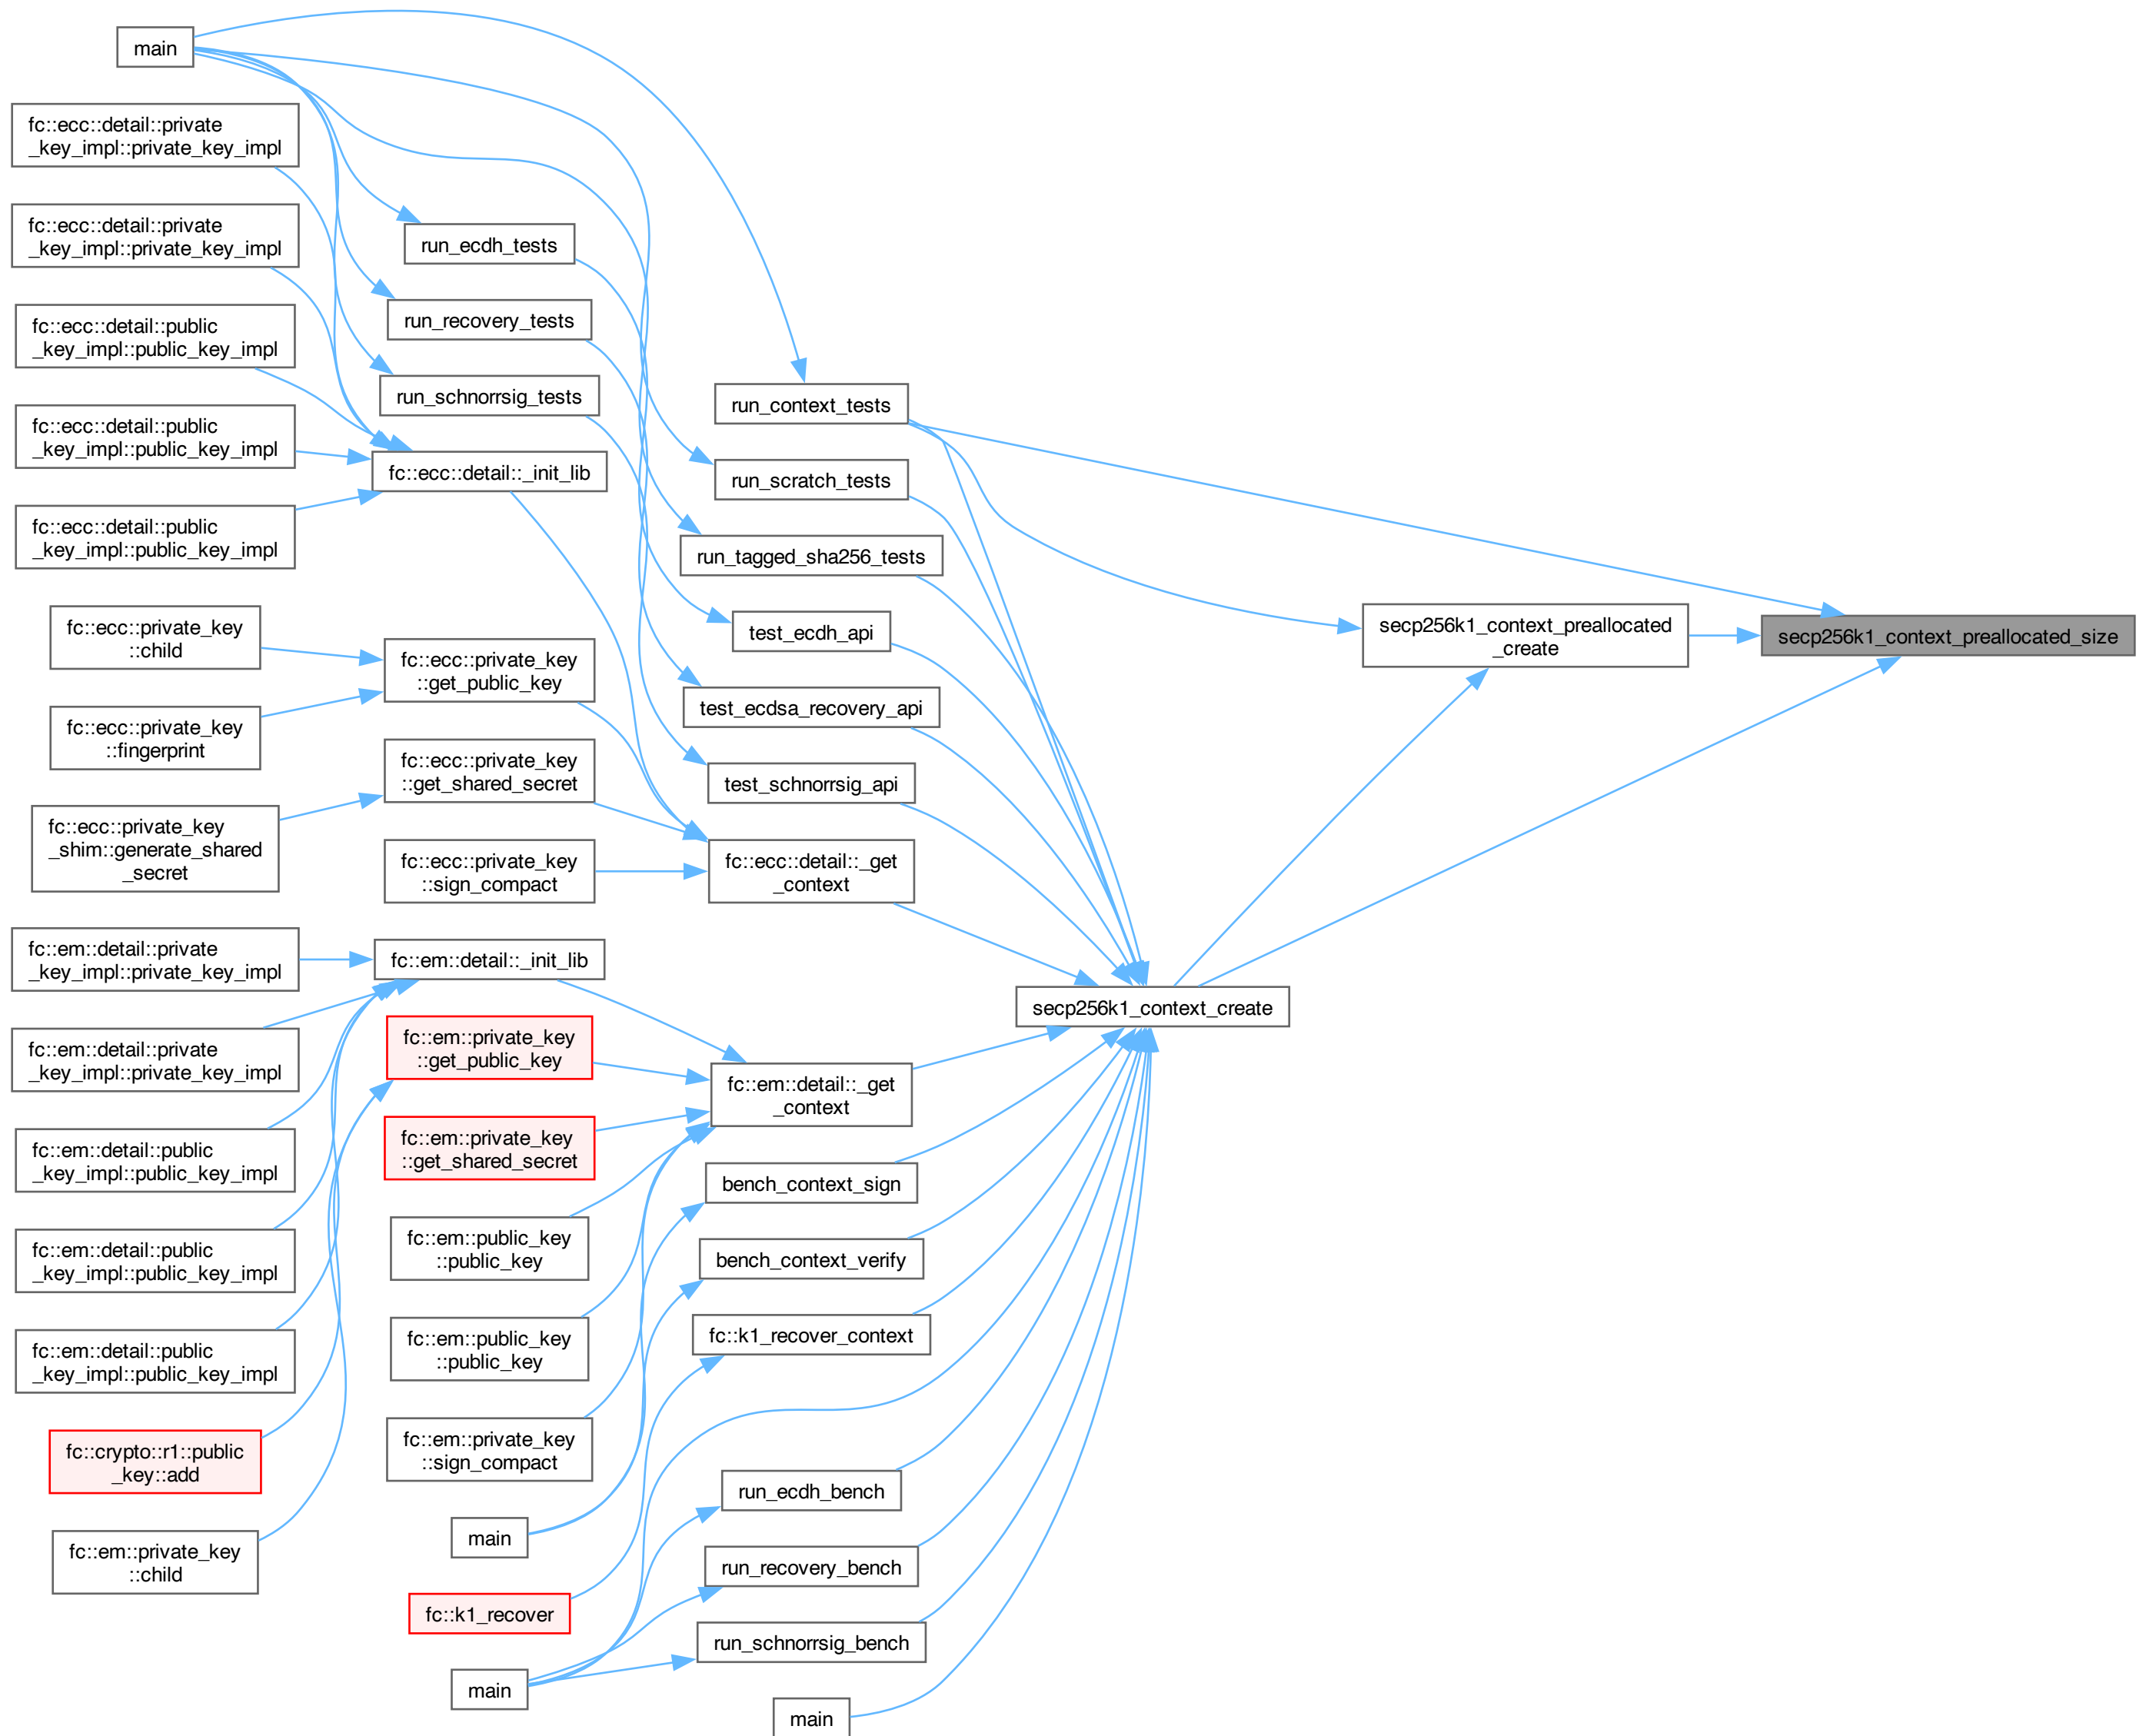 main
fc::ecc::detail::private
_key_impl::private_key_impl
fc::ecc::detail::private
_key_impl::private_key_impl
fc::ecc::detail::public
_key_impl::public_key_impl
fc::ecc::detail::public
_key_impl::public_key_impl
fc::ecc::detail::public
_key_impl::public_key_impl
fc::ecc::private_key
::child
fc::ecc::private_key
::fingerprint
fc::ecc::private_key
_shim::generate_shared
_secret
fc::em::detail::private
_key_impl::private_key_impl
fc::em::detail::private
_key_impl::private_key_impl
fc::em::detail::public
_key_impl::public_key_impl
fc::em::detail::public
_key_impl::public_key_impl
fc::em::detail::public
_key_impl::public_key_impl
fc::crypto::r1::public
_key::add
fc::em::private_key
::child
run_ecdh_tests
run_recovery_tests
run_schnorrsig_tests
fc::ecc::detail::_init_lib
fc::ecc::private_key
::get_public_key
fc::ecc::private_key
::get_shared_secret
fc::ecc::private_key
::sign_compact
fc::em::detail::_init_lib
fc::em::private_key
::get_public_key
fc::em::private_key
::get_shared_secret
fc::em::public_key
::public_key
fc::em::public_key
::public_key
fc::em::private_key
::sign_compact
main
fc::k1_recover
main
run_context_tests
run_scratch_tests
run_tagged_sha256_tests
test_ecdh_api
test_ecdsa_recovery_api
test_schnorrsig_api
fc::ecc::detail::_get
_context
fc::em::detail::_get
_context
bench_context_sign
bench_context_verify
fc::k1_recover_context
run_ecdh_bench
run_recovery_bench
run_schnorrsig_bench
main
secp256k1_context_create
secp256k1_context_preallocated
_create
secp256k1_context_preallocated_size